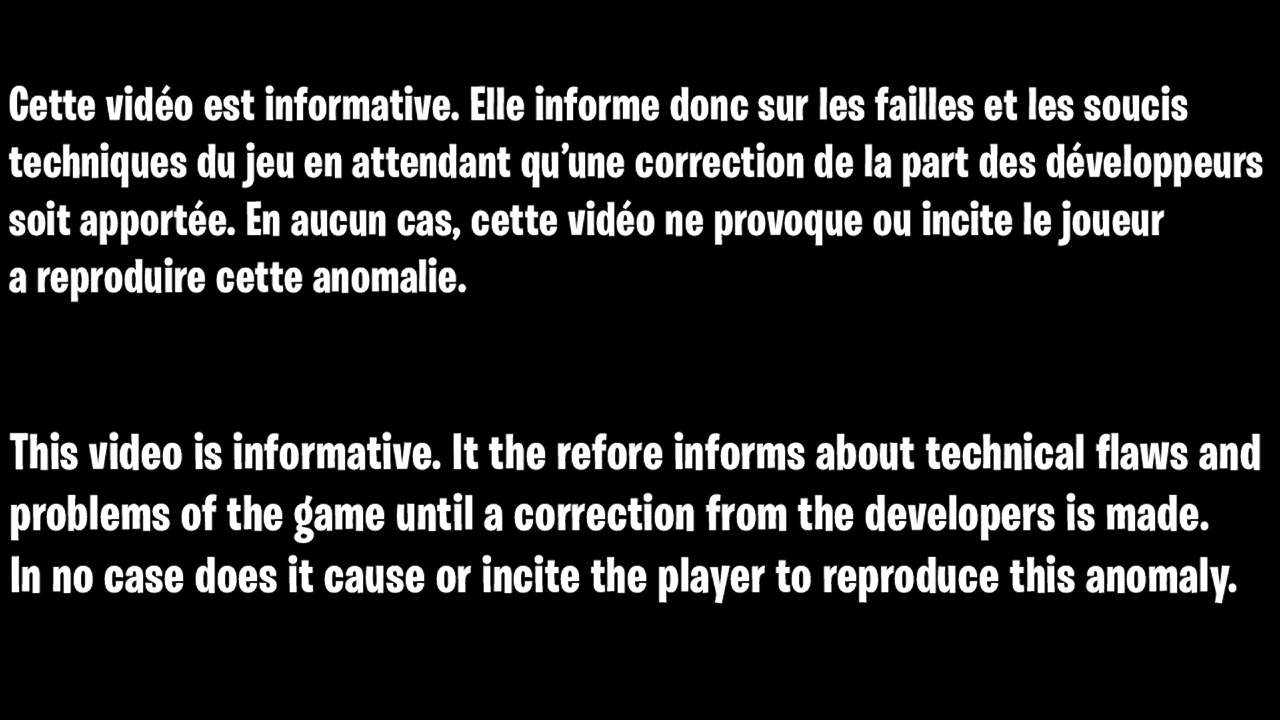 Cette vidéo est informative. Elle informe donc sur les failles et les soucis
techniques du jeu en attendant qu'une correction de la part des développeurs
soit apportée. En aucun cas, cette vidéo ne provoque ou incite le joueur
a reproduire cette anomalie.
This video is informative. It the refore informs about technical flaws and
problems of the game until a correction from the developers is made.
In no case does it cause or incite the player to reproduce this anomaly.